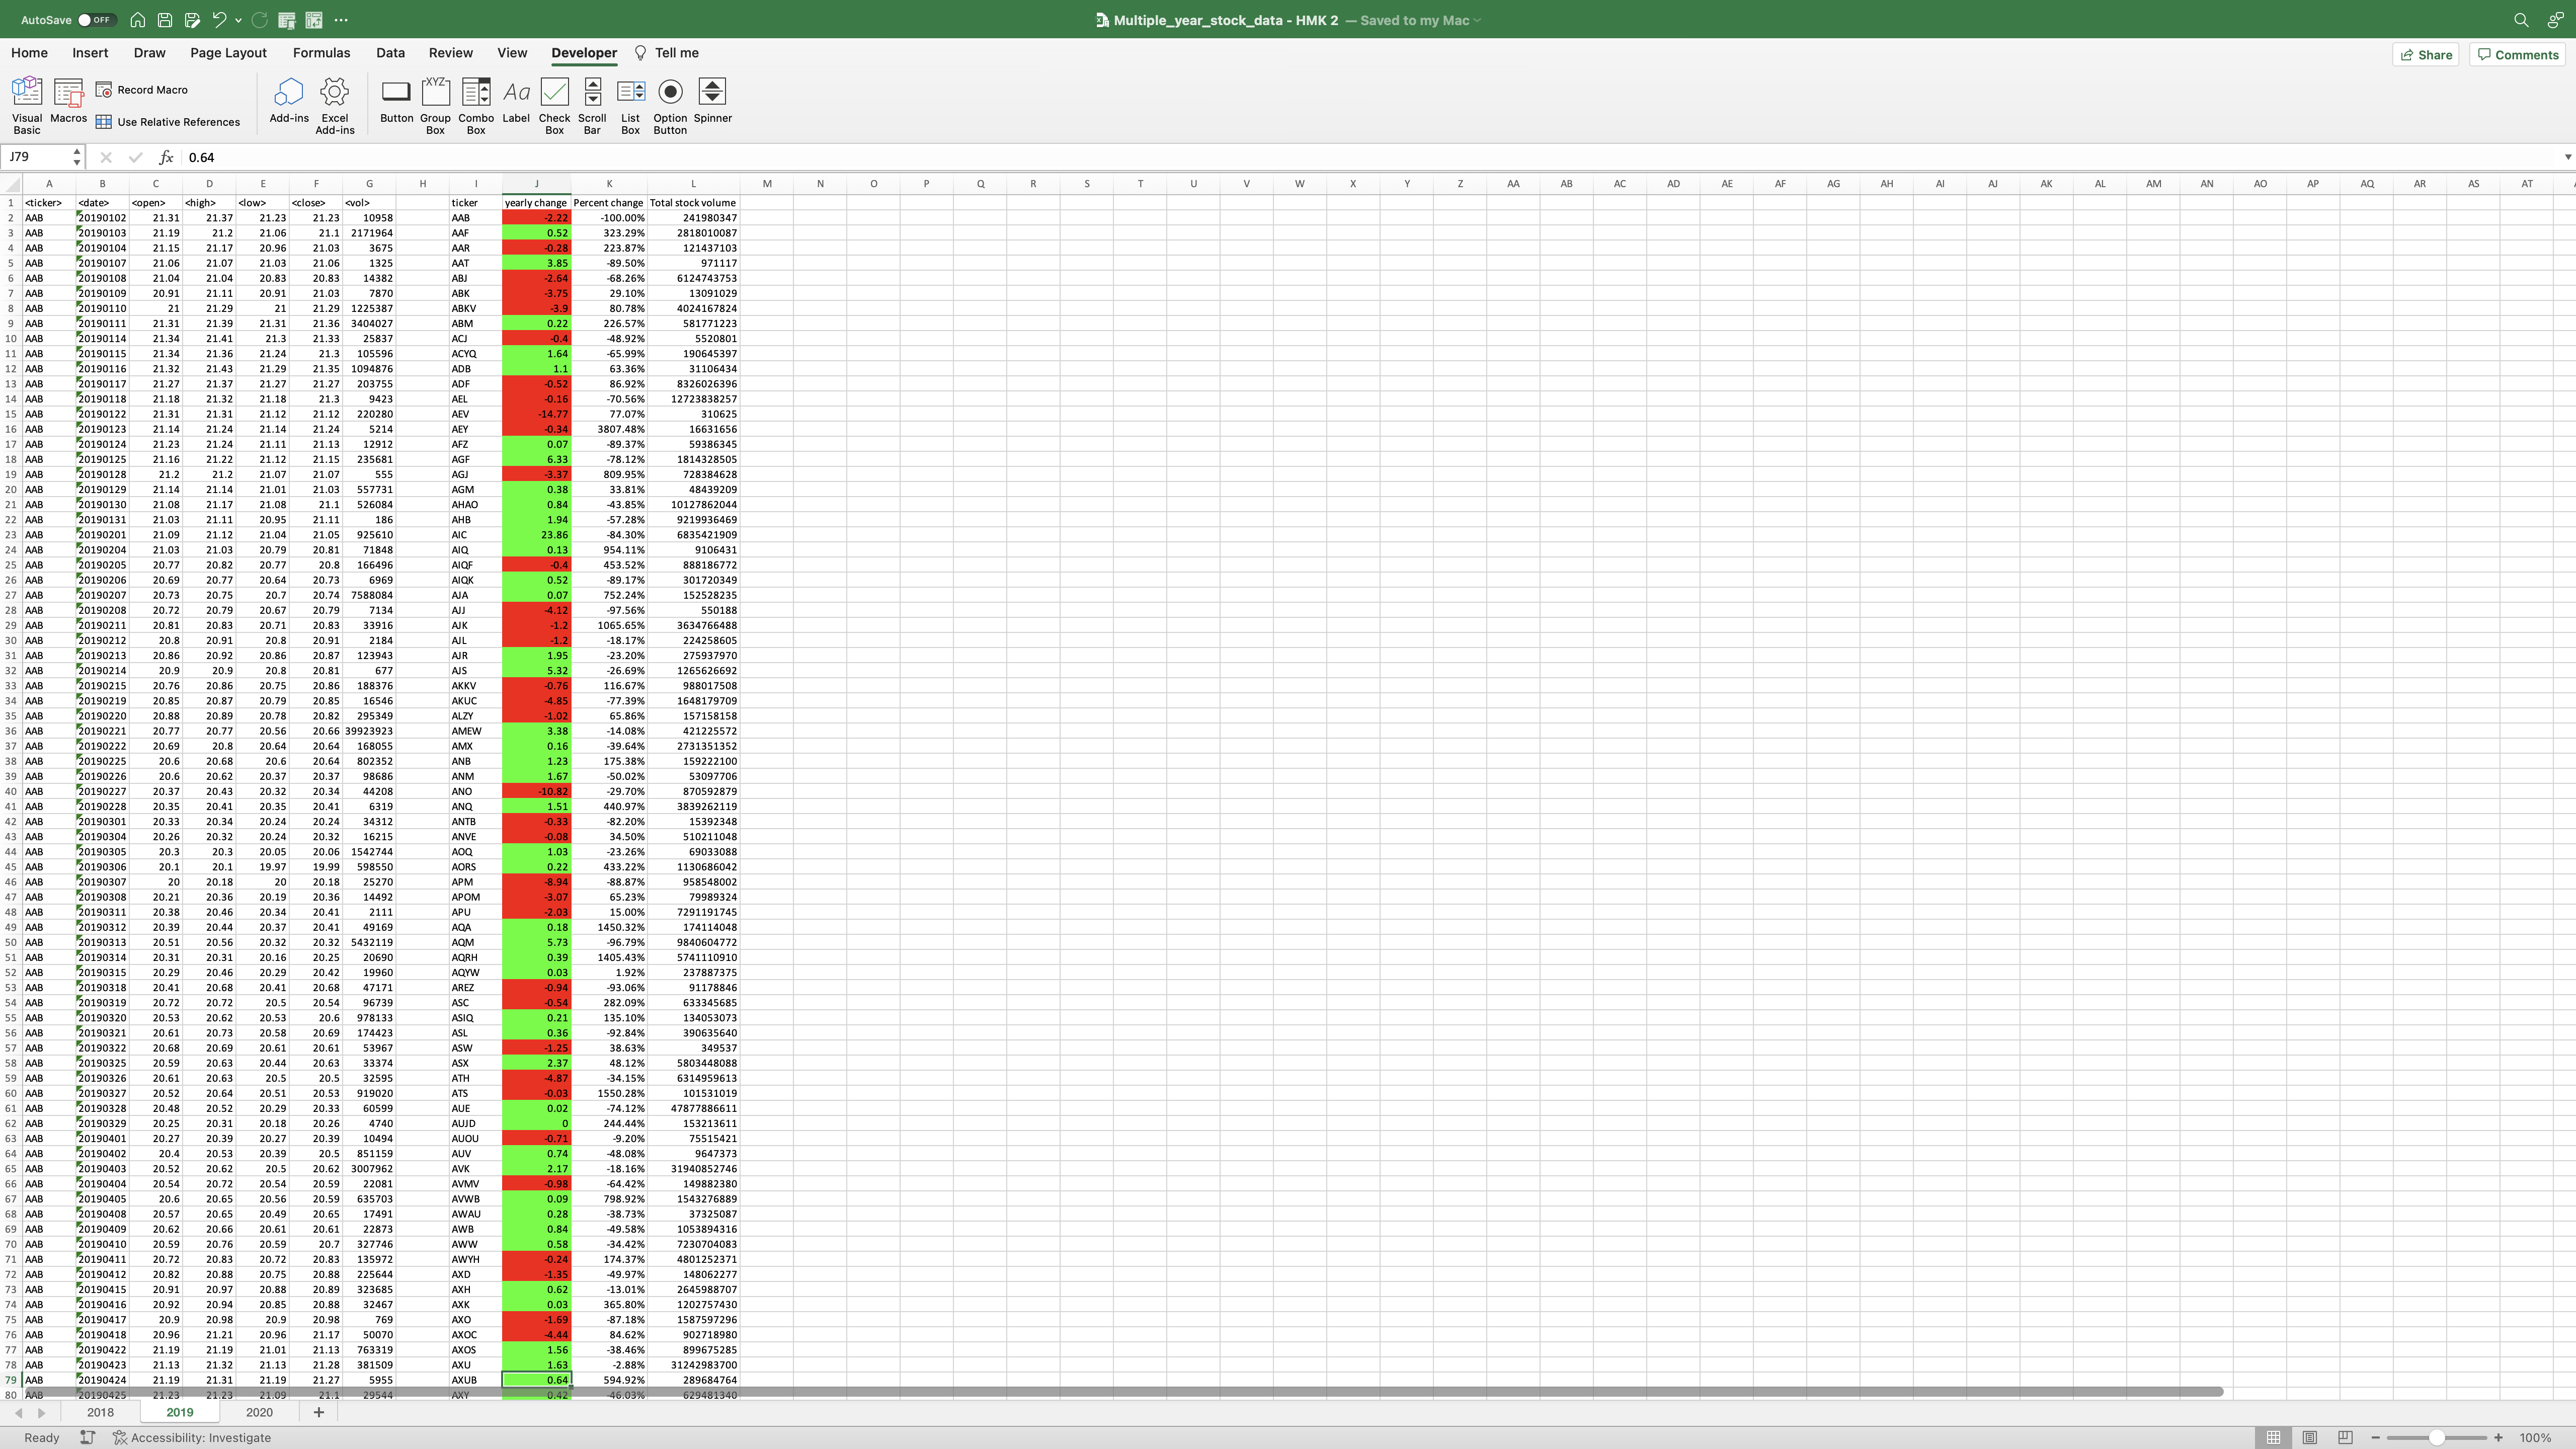 AutoSave OFF Multiple_year_stock_data - HMK 2 — Saved to my Mac
Home Insert Draw Page Layout Formulas Data Review View Developer Tell me Share Comments
Visual Basic Macros Record Macro Use Relative References Add-ins Excel Add-ins Button Group Box Combo Box Label Check Box Scroll Bar List Box Option Button Spinner
J79 fx 0.64
A B C D E F G H I J K L M N O P Q R S T U V W X Y Z AA AB AC AD AE AF AG AH AI AJ AK AL AM AN AO AP AQ AR AS AT
1 <ticker> <date> <open> <high> <low> <close> <vol> ticker yearly change Percent change Total stock volume
2 AAB 20190102 21.31 21.37 21.23 21.23 10958 AAB -2.22 -100.00% 241980347
3 AAB 20190103 21.19 21.2 21.06 21.1 2171964 AAF 0.52 323.29% 2818010087
4 AAB 20190104 21.15 21.17 20.96 21.03 3675 AAR -0.28 223.87% 121437103
5 AAB 20190107 21.06 21.07 21.03 21.06 1325 AAT 3.85 -89.50% 971117
6 AAB 20190108 21.04 21.04 20.83 20.83 14382 ABJ -2.64 -68.26% 6124743753
7 AAB 20190109 20.91 21.11 20.91 21.03 7870 ABK -3.75 29.10% 13091029
8 AAB 20190110 21 21.29 21 21.29 1225387 ABKV -3.9 80.78% 4024167824
9 AAB 20190111 21.31 21.39 21.31 21.36 3404027 ABM 0.22 226.57% 581771223
10 AAB 20190114 21.34 21.41 21.3 21.33 25837 ACJ -0.4 -48.92% 5520801
11 AAB 20190115 21.34 21.36 21.24 21.3 105596 ACYQ 1.64 -65.99% 190645397
12 AAB 20190116 21.32 21.43 21.29 21.35 1094876 ADB 1.1 63.36% 31106434
13 AAB 20190117 21.27 21.37 21.27 21.27 203755 ADF -0.52 86.92% 8326026396
14 AAB 20190118 21.18 21.32 21.18 21.3 9423 AEL -0.16 -70.56% 12723838257
15 AAB 20190122 21.31 21.31 21.12 21.12 220280 AEV -14.77 77.07% 310625
16 AAB 20190123 21.14 21.24 21.14 21.24 5214 AEY -0.34 3807.48% 16631656
17 AAB 20190124 21.23 21.24 21.11 21.13 12912 AFZ 0.07 -89.37% 59386345
18 AAB 20190125 21.16 21.22 21.12 21.15 235681 AGF 6.33 -78.12% 1814328505
19 AAB 20190128 21.2 21.2 21.07 21.07 555 AGJ -3.37 809.95% 728384628
20 AAB 20190129 21.14 21.14 21.01 21.03 557731 AGM 0.38 33.81% 48439209
21 AAB 20190130 21.08 21.17 21.08 21.1 526084 AHAO 0.84 -43.85% 10127862044
22 AAB 20190131 21.03 21.11 20.95 21.11 186 AHB 1.94 -57.28% 9219936469
23 AAB 20190201 21.09 21.12 21.04 21.05 925610 AIC 23.86 -84.30% 6835421909
24 AAB 20190204 21.03 21.03 20.79 20.81 71848 AIQ 0.13 954.11% 9106431
25 AAB 20190205 20.77 20.82 20.77 20.8 166496 AIQF -0.4 453.52% 888186772
26 AAB 20190206 20.69 20.77 20.64 20.73 6969 AIQK 0.52 -89.17% 301720349
27 AAB 20190207 20.73 20.75 20.7 20.74 7588084 AJA 0.07 752.24% 152528235
28 AAB 20190208 20.72 20.79 20.67 20.79 7134 AJJ -4.12 -97.56% 550188
29 AAB 20190211 20.81 20.83 20.71 20.83 33916 AJK -1.2 1065.65% 3634766488
30 AAB 20190212 20.8 20.91 20.8 20.91 2184 AJL -1.2 -18.17% 224258605
31 AAB 20190213 20.86 20.92 20.86 20.87 123943 AJR 1.95 -23.20% 275937970
32 AAB 20190214 20.9 20.9 20.8 20.81 677 AJS 5.32 -26.69% 1265626692
33 AAB 20190215 20.76 20.86 20.75 20.86 188376 AKKV -0.76 116.67% 988017508
34 AAB 20190219 20.85 20.87 20.79 20.85 16546 AKUC -4.85 -77.39% 1648179709
35 AAB 20190220 20.88 20.89 20.78 20.82 295349 ALZY -1.02 65.86% 157158158
36 AAB 20190221 20.77 20.77 20.56 20.66 39923923 AMEW 3.38 -14.08% 421225572
37 AAB 20190222 20.69 20.8 20.64 20.64 168055 AMX 0.16 -39.64% 2731351352
38 AAB 20190225 20.6 20.68 20.6 20.64 802352 ANB 1.23 175.38% 159222100
39 AAB 20190226 20.6 20.62 20.37 20.37 98686 ANM 1.67 -50.02% 53097706
40 AAB 20190227 20.37 20.43 20.32 20.34 44208 ANO -10.82 -29.70% 870592879
41 AAB 20190228 20.35 20.41 20.35 20.41 6319 ANQ 1.51 440.97% 3839262119
42 AAB 20190301 20.33 20.34 20.24 20.24 34312 ANTB -0.33 -82.20% 15392348
43 AAB 20190304 20.26 20.32 20.24 20.32 16215 ANVE -0.08 34.50% 510211048
44 AAB 20190305 20.3 20.3 20.05 20.06 1542744 AOQ 1.03 -23.26% 69033088
45 AAB 20190306 20.1 20.1 19.97 19.99 598550 AORS 0.22 433.22% 1130686042
46 AAB 20190307 20 20.18 20 20.18 25270 APM -8.94 -88.87% 958548002
47 AAB 20190308 20.21 20.36 20.19 20.36 14492 APOM -3.07 65.23% 79989324
48 AAB 20190311 20.38 20.46 20.34 20.41 2111 APU -2.03 15.00% 7291191745
49 AAB 20190312 20.39 20.44 20.37 20.41 49169 AQA 0.18 1450.32% 174114048
50 AAB 20190313 20.51 20.56 20.32 20.32 5432119 AQM 5.73 -96.79% 9840604772
51 AAB 20190314 20.31 20.31 20.16 20.25 20690 AQRH 0.39 1405.43% 5741110910
52 AAB 20190315 20.29 20.46 20.29 20.42 19960 AQYW 0.03 1.92% 237887375
53 AAB 20190318 20.41 20.68 20.41 20.68 47171 AREZ -0.94 -93.06% 91178846
54 AAB 20190319 20.72 20.72 20.5 20.54 96739 ASC -0.54 282.09% 633345685
55 AAB 20190320 20.53 20.62 20.53 20.6 978133 ASIQ 0.21 135.10% 134053073
56 AAB 20190321 20.61 20.73 20.58 20.69 174423 ASL 0.36 -92.84% 390635640
57 AAB 20190322 20.68 20.69 20.61 20.61 53967 ASW -1.25 38.63% 349537
58 AAB 20190325 20.59 20.63 20.44 20.63 33374 ASX 2.37 48.12% 5803448088
59 AAB 20190326 20.61 20.63 20.5 20.5 32595 ATH -4.87 -34.15% 6314959613
60 AAB 20190327 20.52 20.64 20.51 20.53 919020 ATS -0.03 1550.28% 101531019
61 AAB 20190328 20.48 20.52 20.29 20.33 60599 AUE 0.02 -74.12% 47877886611
62 AAB 20190329 20.25 20.31 20.18 20.26 4740 AUJD 0 244.44% 153213611
63 AAB 20190401 20.27 20.39 20.27 20.39 10494 AUOU -0.71 -9.20% 75515421
64 AAB 20190402 20.4 20.53 20.39 20.5 851159 AUV 0.74 -48.08% 9647373
65 AAB 20190403 20.52 20.62 20.5 20.62 3007962 AVK 2.17 -18.16% 31940852746
66 AAB 20190404 20.54 20.72 20.54 20.59 22081 AVMV -0.98 -64.42% 149882380
67 AAB 20190405 20.6 20.65 20.56 20.59 635703 AVWB 0.09 798.92% 1543276889
68 AAB 20190408 20.57 20.65 20.49 20.65 17491 AWAU 0.28 -38.73% 37325087
69 AAB 20190409 20.62 20.66 20.61 20.61 22873 AWB 0.84 -49.58% 1053894316
70 AAB 20190410 20.59 20.76 20.59 20.7 327746 AWW 0.58 -34.42% 7230704083
71 AAB 20190411 20.72 20.83 20.72 20.83 135972 AWYH -0.24 174.37% 4801252371
72 AAB 20190412 20.82 20.88 20.75 20.88 225644 AXD -1.35 -49.97% 148062277
73 AAB 20190415 20.91 20.97 20.88 20.89 323685 AXH 0.62 -13.01% 2645988707
74 AAB 20190416 20.92 20.94 20.85 20.88 32467 AXK 0.03 365.80% 1202757430
75 AAB 20190417 20.9 20.98 20.9 20.98 769 AXO -1.69 -87.18% 1587597296
76 AAB 20190418 20.96 21.21 20.96 21.17 50070 AXOC -4.44 84.62% 902718980
77 AAB 20190422 21.19 21.19 21.01 21.13 763319 AXOS 1.56 -38.46% 899675285
78 AAB 20190423 21.13 21.32 21.13 21.28 381509 AXU 1.63 -2.88% 31242983700
79 AAB 20190424 21.19 21.31 21.19 21.27 5955 AXUB 0.64 594.92% 289684764
80 AAB 20190425 21.23 21.23 21.09 21.1 29544 AXY 0.42 -46.03% 629481340
2018 2019 2020 +
Ready Accessibility: Investigate 100%